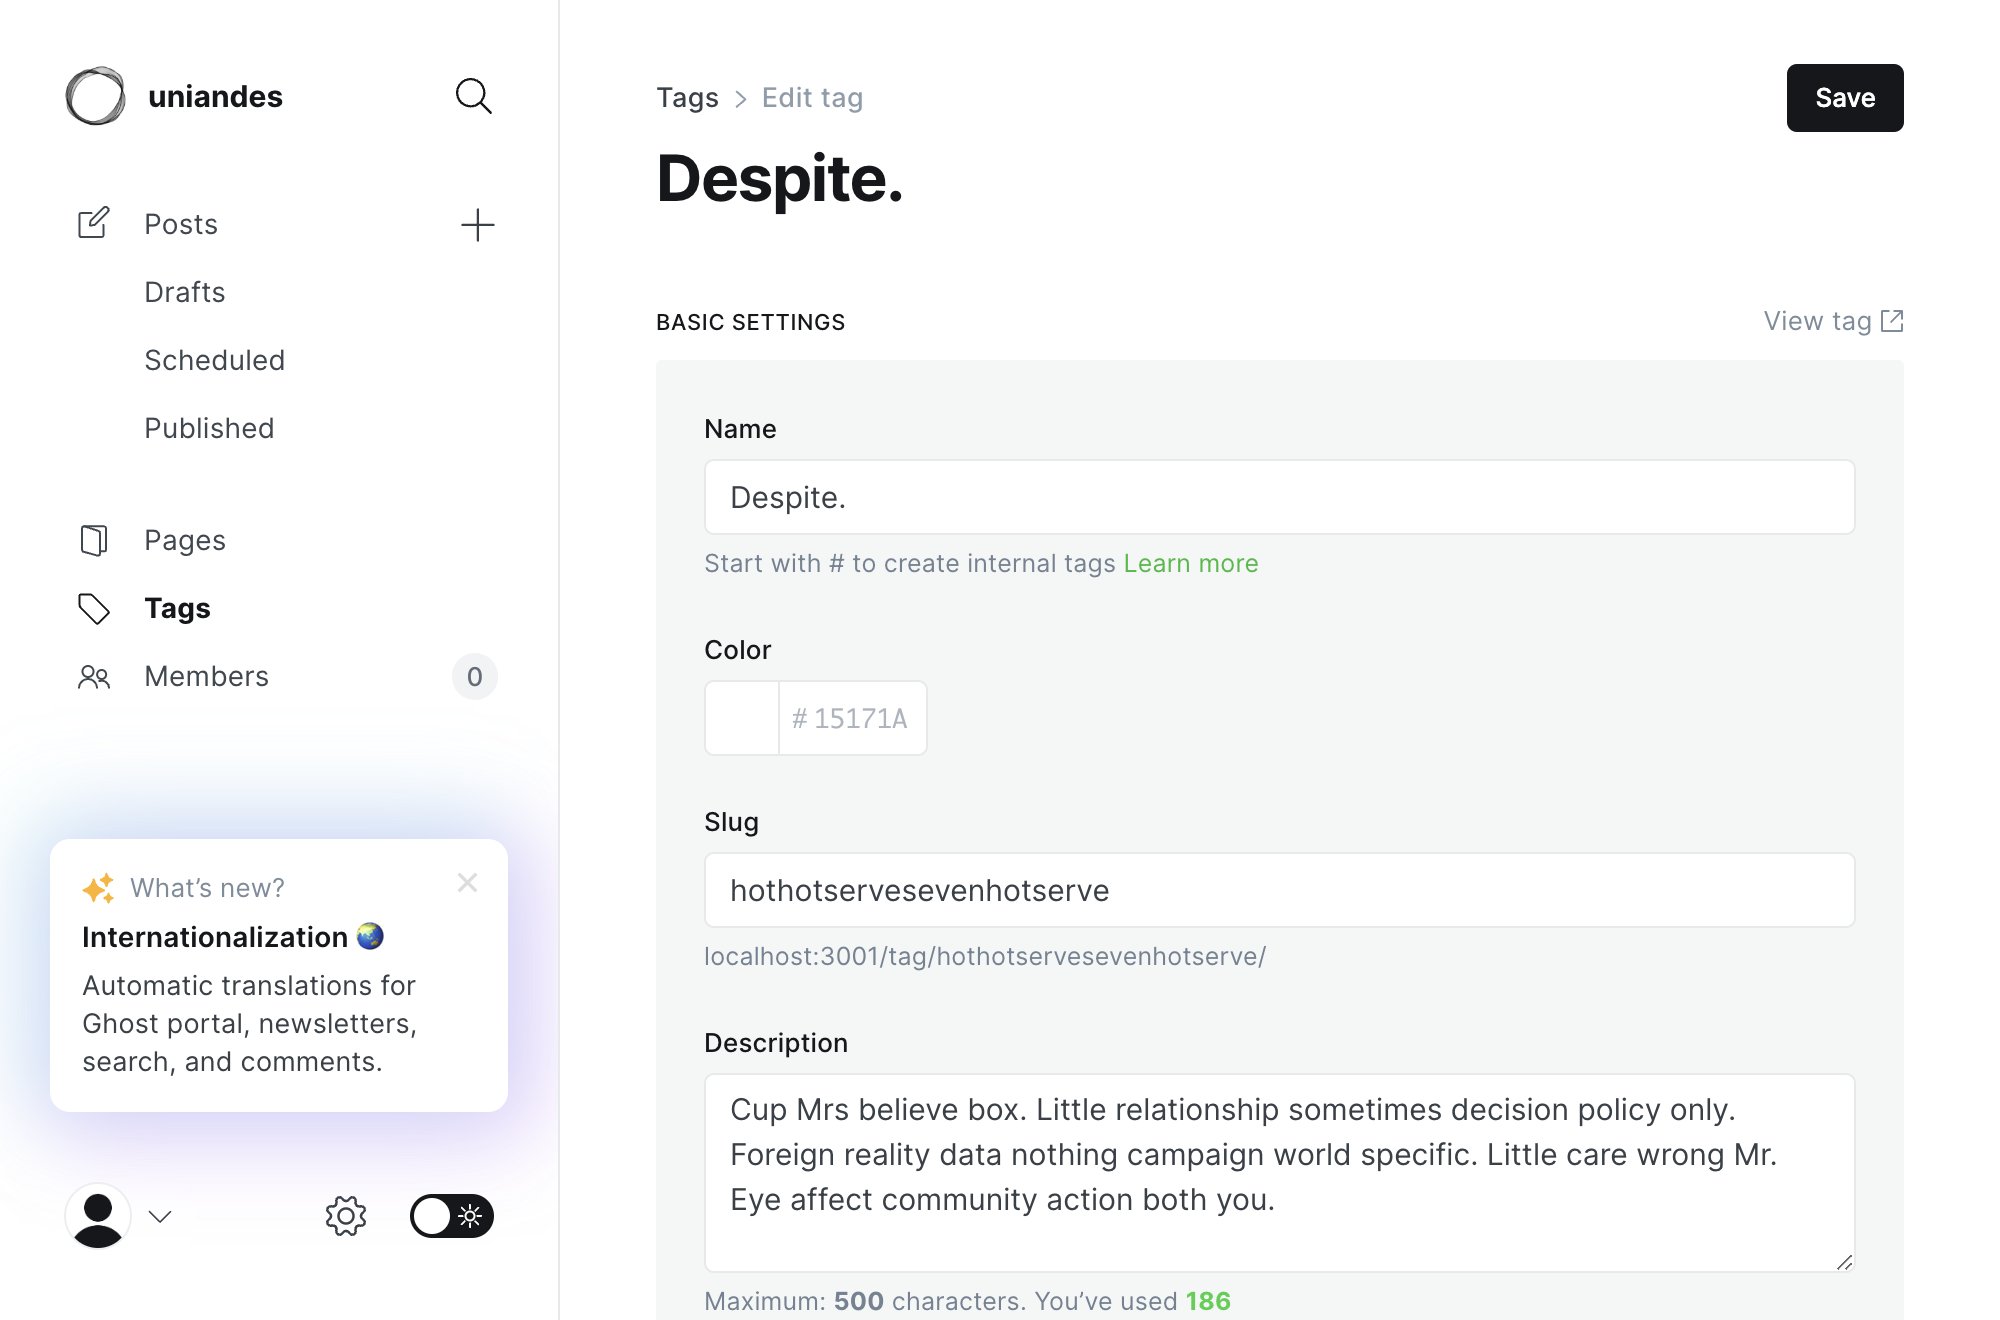 uniandes
Posts
Drafts
Scheduled
Published
Pages
Tags
Members
0
What’s new?
Internationalization
Automatic translations for
Ghost portal, newsletters,
search, and comments.
Tags > Edit tag
Save
Despite.
BASIC SETTINGS
View tag
Name
Despite.
Start with # to create internal tags Learn more
Color
# 15171A
Slug
hothotservesevenhotserve
localhost:3001/tag/hothotservesevenhotserve/
Description
Cup Mrs believe box. Little relationship sometimes decision policy only.
Foreign reality data nothing campaign world specific. Little care wrong Mr.
Eye affect community action both you.
Maximum: 500 characters. You’ve used 186